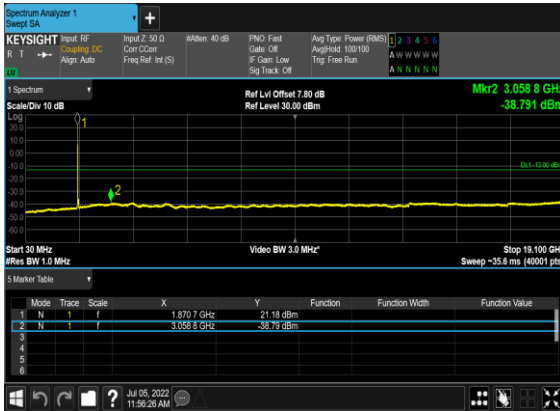 Spectrum Analyzer 1
Swept SA
+
KEYSIGHT Input: RF Input Z: 50 Ω #Atten: 40 dB PNO: Fast Avg Type: Power (RMS) 1 2 3 4 5 6
R T Coupling: DC Corr CCorr Gate: Off Avg|Hold: 100/100 A W W W W W
Align: Auto Freq Ref: Int (S) IF Gain: Low Trig: Free Run
Sig Track: Off A N N N N N
1 Spectrum
Ref Lvl Offset 7.80 dB Mkr2 3.058 8 GHz
Scale/Div 10 dB Ref Level 30.00 dBm -38.791 dBm
Log
20.0
10.0
0.00
-10.0
-20.0
-30.0
-40.0
-50.0
-60.0
1
2
DL1 -13.00 dBm
Start 30 MHz Video BW 3.0 MHz* Stop 19.100 GHz
#Res BW 1.0 MHz Sweep ~35.6 ms (40001 pts)
5 Marker Table
Mode Trace Scale X Y Function Function Width Function Value
1 N 1 f 1.870 7 GHz 21.18 dBm
2 N 1 f 3.058 8 GHz -38.79 dBm
3
4
5
6
? Jul 05, 2022
11:56:26 AM